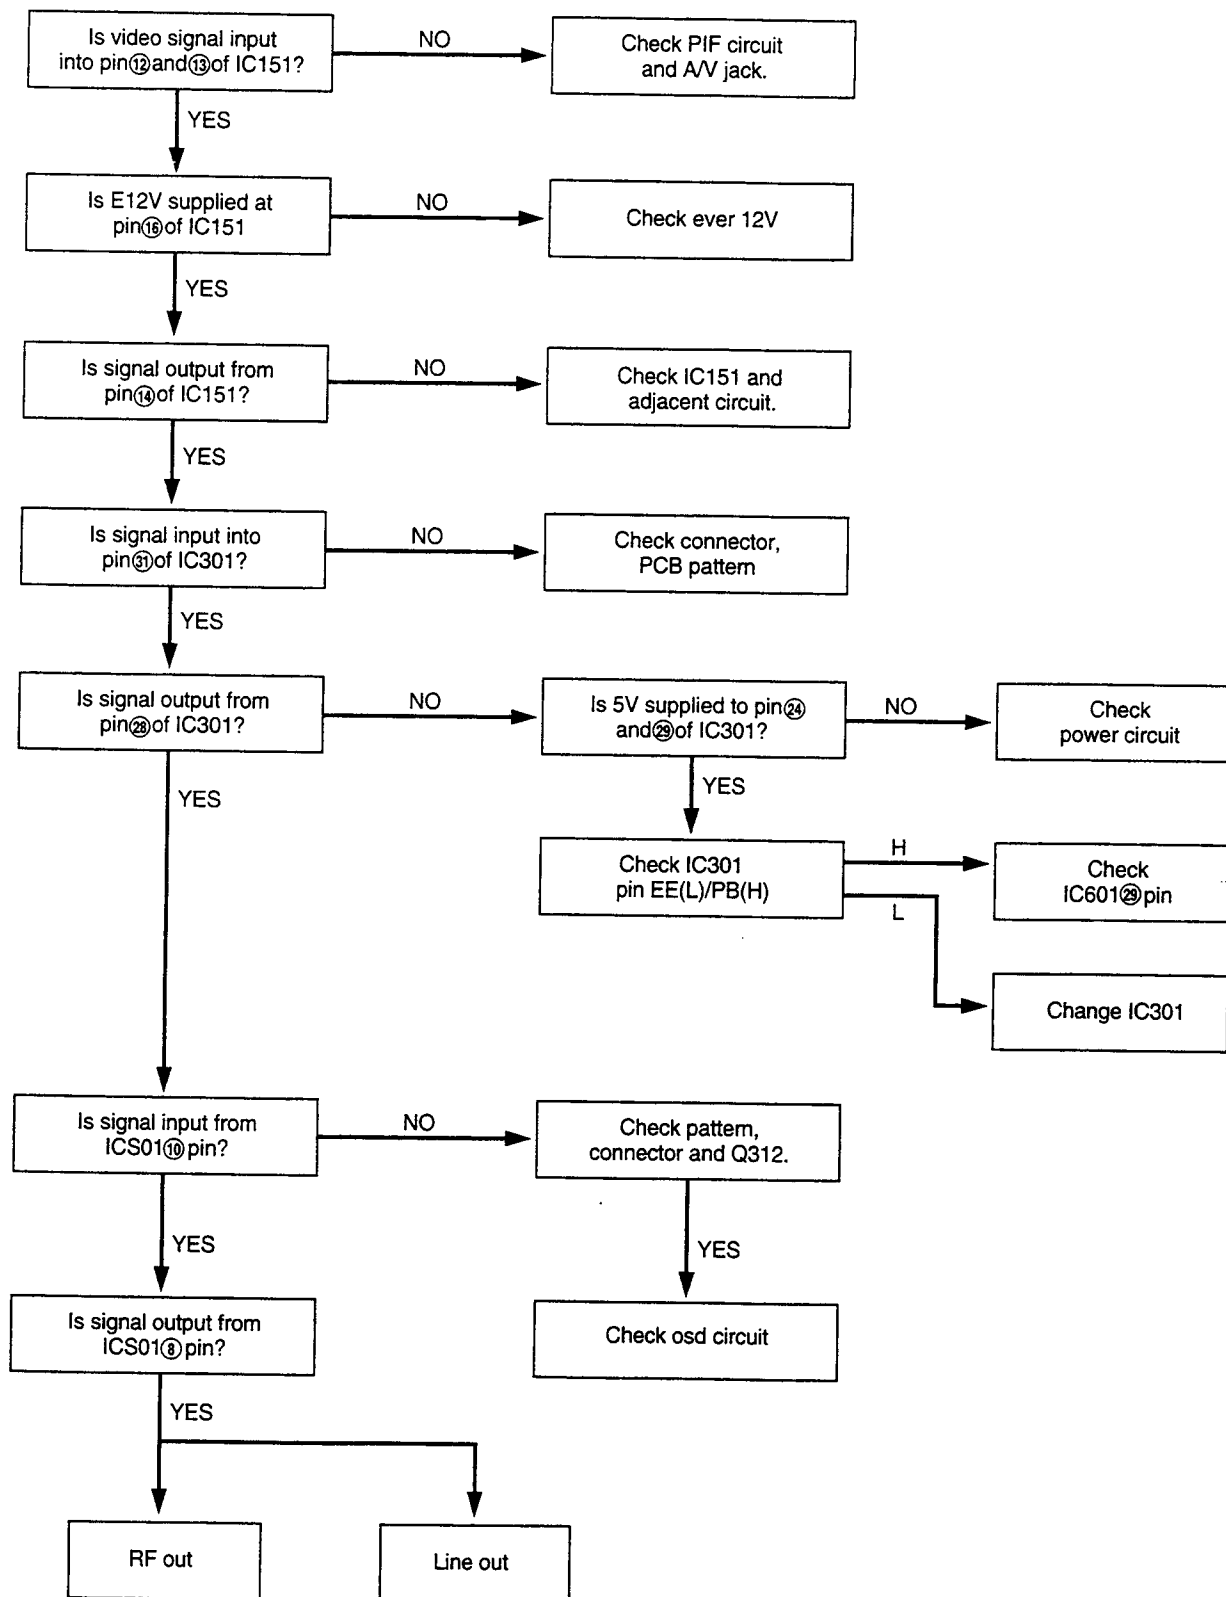 Is video signal input
into pin⑫and⑬of IC151?
NO
Check PIF circuit
and A/V jack.
YES
Is E12V supplied at
pin⑯of IC151
NO
Check ever 12V
YES
Is signal output from
pin⑭of IC151?
NO
Check IC151 and
adjacent circuit.
YES
Is signal input into
pin㉛of IC301?
NO
Check connector,
PCB pattern
YES
Is signal output from
pin㉘of IC301?
NO
Is 5V supplied to pin㉔
and㉙of IC301?
NO
Check
power circuit
YES
YES
Check IC301
pin EE(L)/PB(H)
H
Check
IC601㉙pin
L
Change IC301
Is signal input from
ICS01⑩pin?
NO
Check pattern,
connector and Q312.
YES
YES
Is signal output from
ICS01⑧pin?
Check osd circuit
YES
RF out
Line out